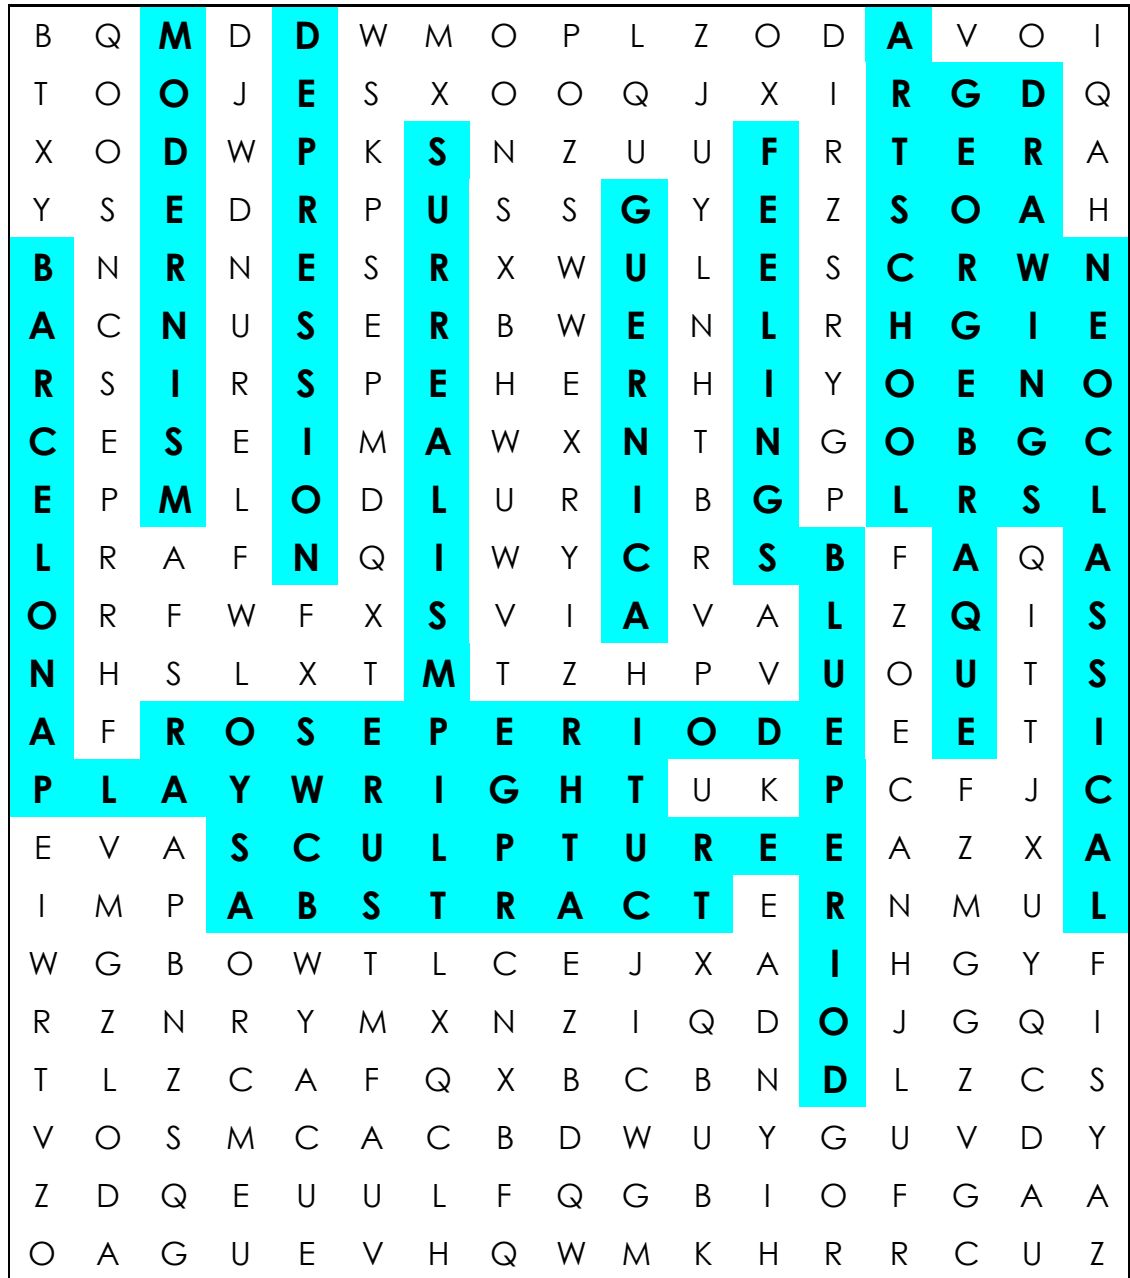 B Q M D D W M O P L Z O D A V O I
T O O J E S X O O Q J X I R G D Q
X O D W P K S N Z U U F R T E R A
Y S E D R P U S S G Y E Z S O A H
B N R N E S R X W U L E S C R W N
A C N U S E R B W E N L R H G I E
R S I R S P E H E R H I Y O E N O
C E S E I M A W X N T N G O B G C
E P M L O D L U R I B G P L R S L
L R A F N Q I W Y C R S B F A Q A
O R F W F X S V I A V A L Z Q I S
N H S L X T M T Z H P V U O U T S
A F R O S E P E R I O D E E E T I
P L A Y W R I G H T U K P C F J C
E V A S C U L P T U R E E A Z X A
I M P A B S T R A C T E R N M U L
W G B O W T L C E J X A I H G Y F
R Z N R Y M X N Z I Q D O J G Q I
T L Z C A F Q X B C B N D L Z C S
V O S M C A C B D W U Y G U V D Y
Z D Q E U U L F Q G B I O F G A A
O A G U E V H Q W M K H R R C U Z